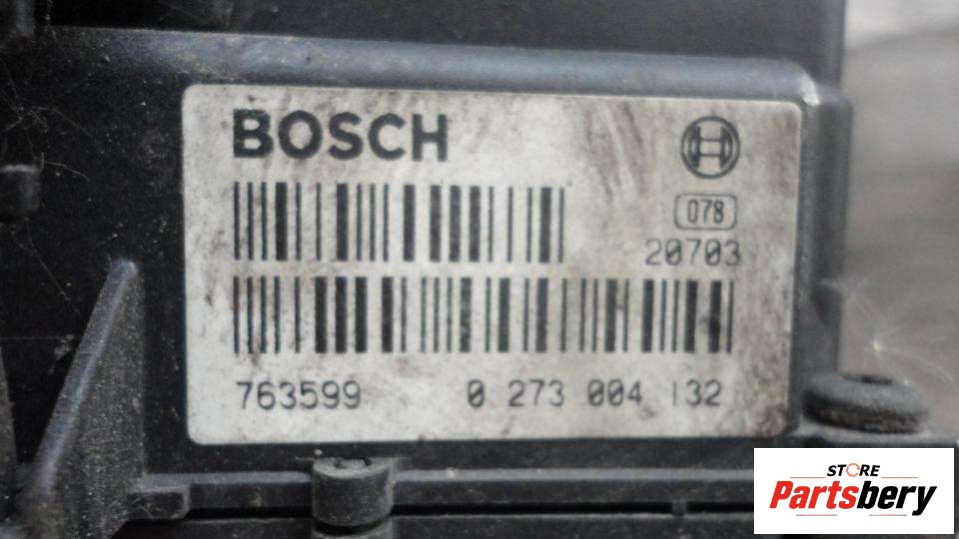 BOSCH
078
20703
763599 0 273 004 132
STORE
Partsbery